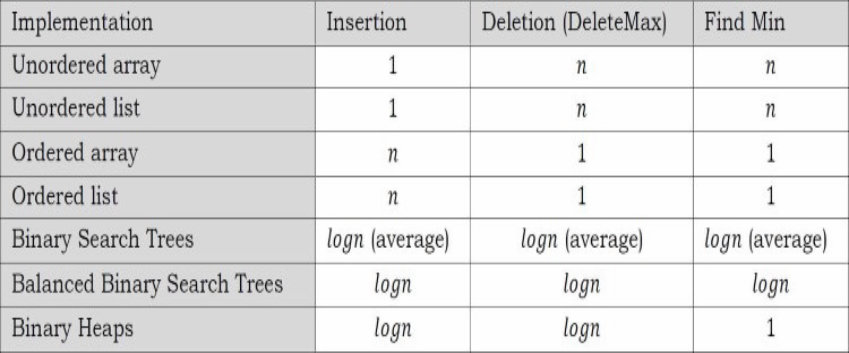 Implementation Insertion Deletion (DeleteMax) Find Min
Unordered array 1 n n
Unordered list 1 n n
Ordered array n 1 1
Ordered list n 1 1
Binary Search Trees logn (average) logn (average) logn (average)
Balanced Binary Search Trees logn logn logn
Binary Heaps logn logn 1